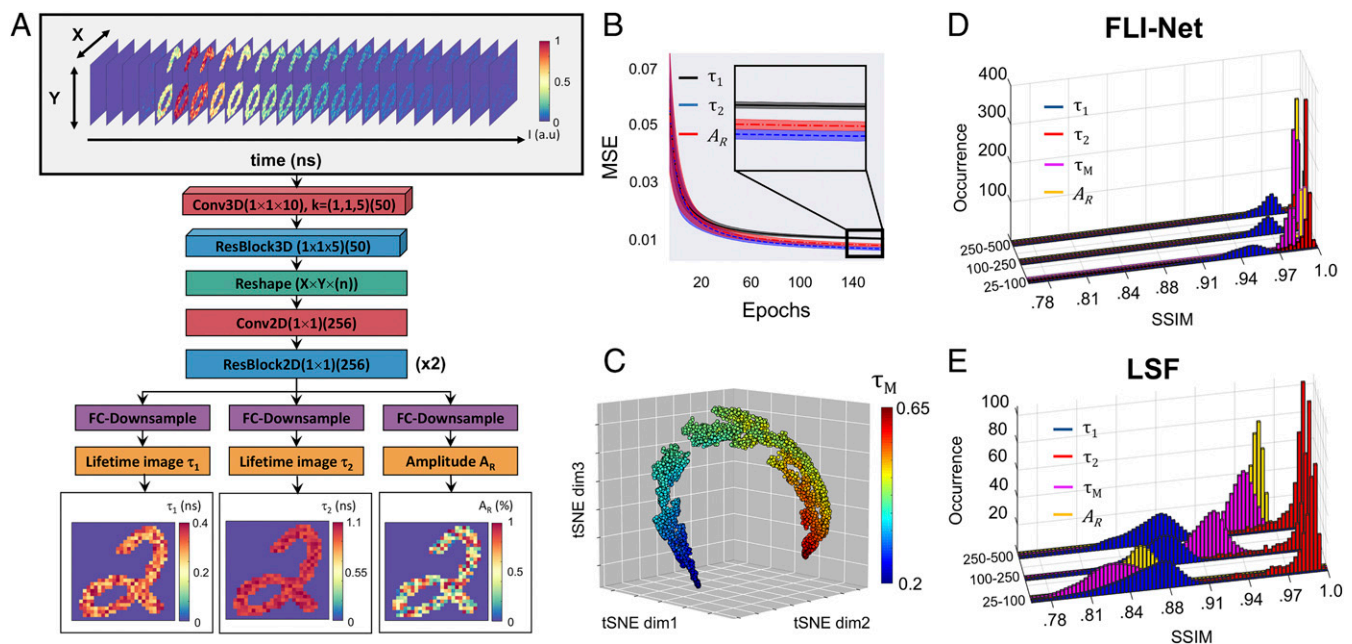 A
X
Y
1
0.5
0
I (a.u)
time (ns)
Conv3D(1×1×10), k=(1,1,5)(50)
ResBlock3D (1×1×5)(50)
Reshape (X×Y×(n))
Conv2D(1×1)(256)
ResBlock2D(1×1)(256) (x2)
FC-Downsample FC-Downsample FC-Downsample
Lifetime image τ1 Lifetime image τ2 Amplitude AR
τ1 (ns) τ2 (ns) AR (%)
0.4 1.1 1
0.2 0.55 0.55
0 0 0
B
0.07
0.05
0.03
0.01
MSE
τ1
τ2
AR
20 60 100 140
Epochs
C
τM
0.65
0.2
tSNE dim3
tSNE dim1 tSNE dim2
D FLI-Net
400
300
200
100
Occurrence
τ1
τ2
τM
AR
250-500
100-250
25-100
.78 .81 .84 .88 .91 .94 .97 1.0
SSIM
E LSF
100
80
60
40
20
Occurrence
τ1
τ2
τM
AR
250-500
100-250
25-100
.78 .81 .84 .88 .91 .94 .97 1.0
SSIM